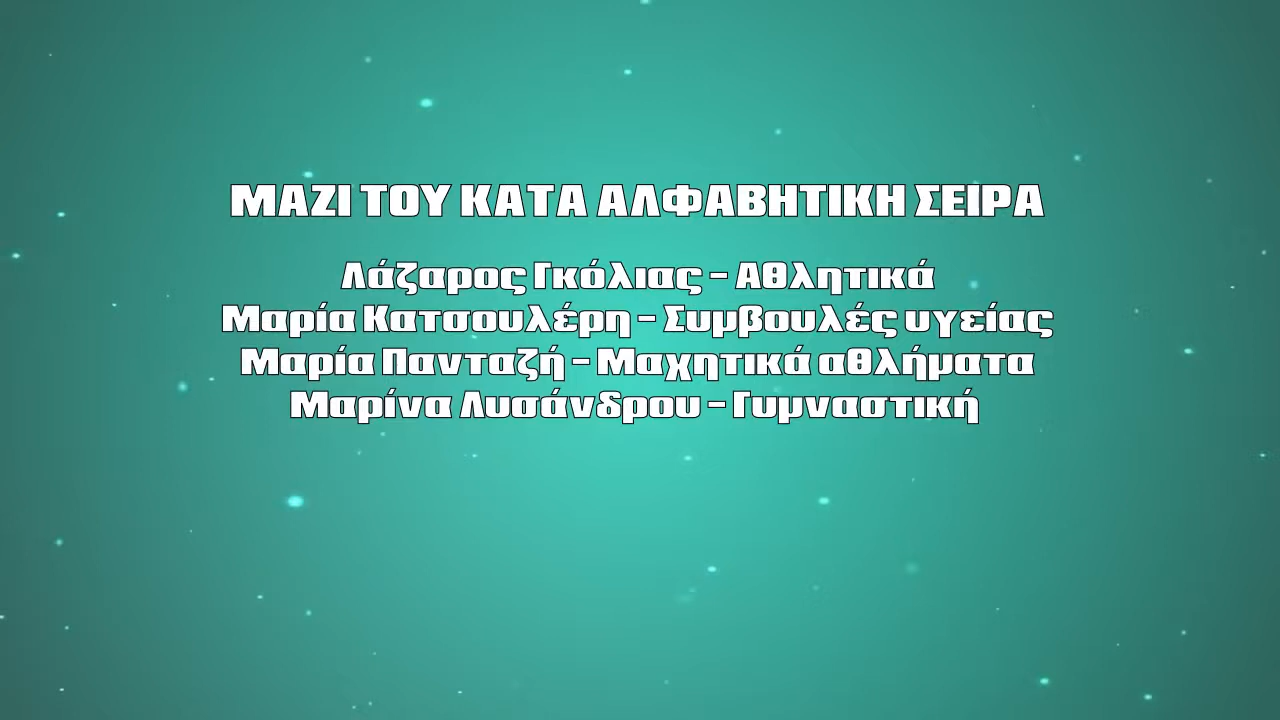 ΜΑΖΙ ΤΟΥ ΚΑΤΑ ΑΛΦΑΒΗΤΙΚΗ ΣΕΙΡΑ
Λάζαρος Γκόλιας - Αθλητικά
Μαρία Κατσουλέρη - Συμβουλές υγείας
Μαρία Πανταζή - Μαχητικά αθλήματα
Μαρίνα Λυσάνδρου - Γυμναστική